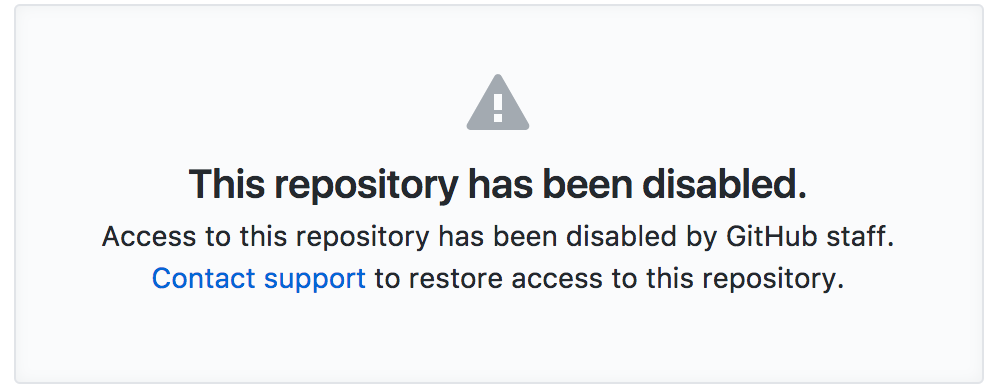 This repository has been disabled.
Access to this repository has been disabled by GitHub staff.
Contact support to restore access to this repository.